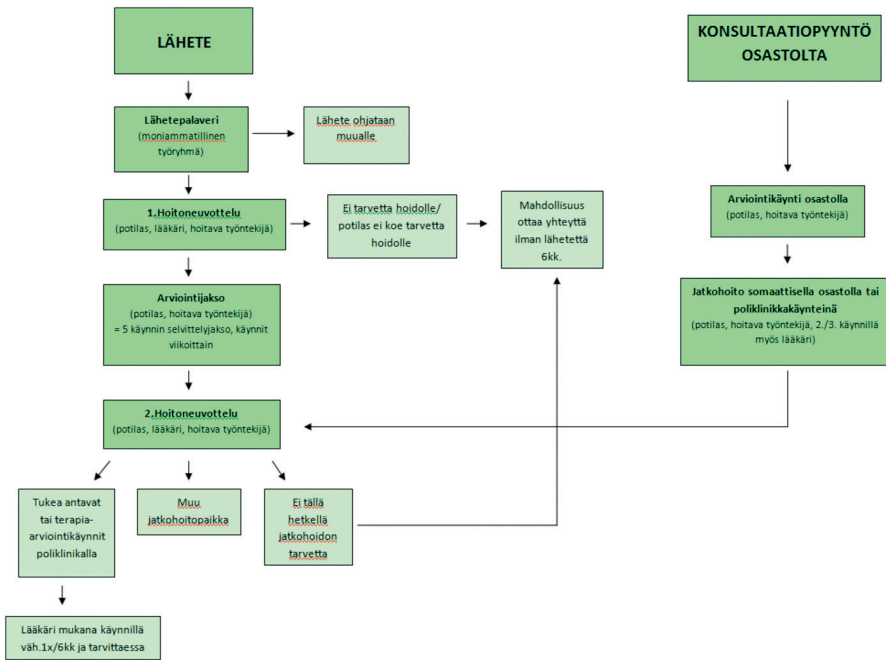 LÄHETE
KONSULTAATIOPYYNTÖ
OSASTOLTA
Lähetepalaveri
(moniammatillinen
työryhmä)
Lähete ohjataan
muualle
1.Hoitoneuvottelu
(potilas, lääkäri, hoitava työntekijä)
Ei tarvetta hoidolle/
potilas ei koe tarvetta
hoidolle
Mahdollisuus
ottaa yhteyttä
ilman lähetettä
6kk.
Arviointikäynti osastolla
(potilas, hoitava työntekijä)
Arviointijakso
(potilas, hoitava työntekijä)
= 5 käynnin selvittelyjakso, käynnit
viikoittain
Jatkohoito somaattisella osastolla tai
poliklinikkakäynteinä
(potilas, hoitava työntekijä, 2./3. käynnillä
myös lääkäri)
2.Hoitoneuvottelu
(potilas, lääkäri, hoitava työntekijä)
Tukea antavat
tai terapia-
arviointikäynnit
poliklinikalla
Muu
jatkohoitopaikka
Ei tällä
hetkellä
jatkohoidon
tarvetta
Lääkäri mukana käynnillä
väh.1x/6kk ja tarvittaessa